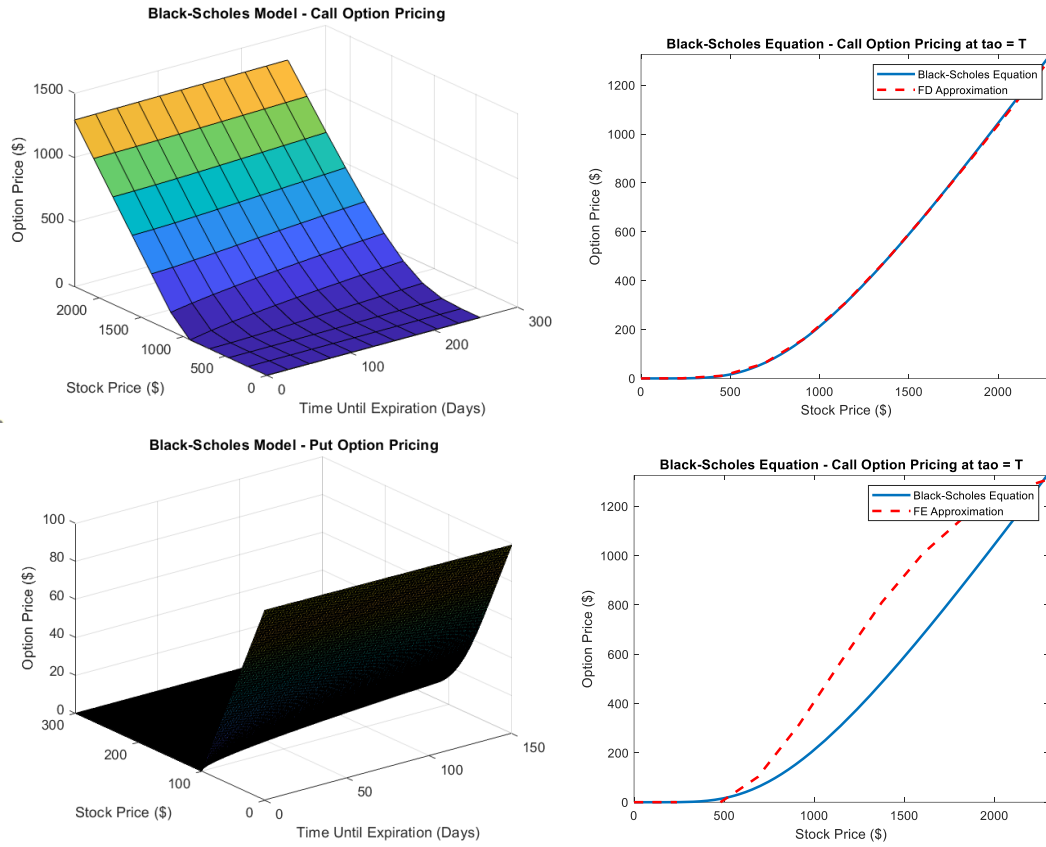 Black-Scholes Model - Call Option Pricing
1500
1000
500
0
Option Price ($)
2000
1500
1000
500
0
Stock Price ($)
0
100
200
300
Time Until Expiration (Days)
Black-Scholes Equation - Call Option Pricing at tao = T
Black-Scholes Equation
FD Approximation
1200
1000
800
600
400
200
0
Option Price ($)
0
500
1000
1500
2000
Stock Price ($)
Black-Scholes Model - Put Option Pricing
100
80
60
40
20
0
Option Price ($)
300
200
100
0
Stock Price ($)
50
100
150
Time Until Expiration (Days)
Black-Scholes Equation - Call Option Pricing at tao = T
Black-Scholes Equation
FE Approximation
1200
1000
800
600
400
200
0
Option Price ($)
0
500
1000
1500
2000
Stock Price ($)